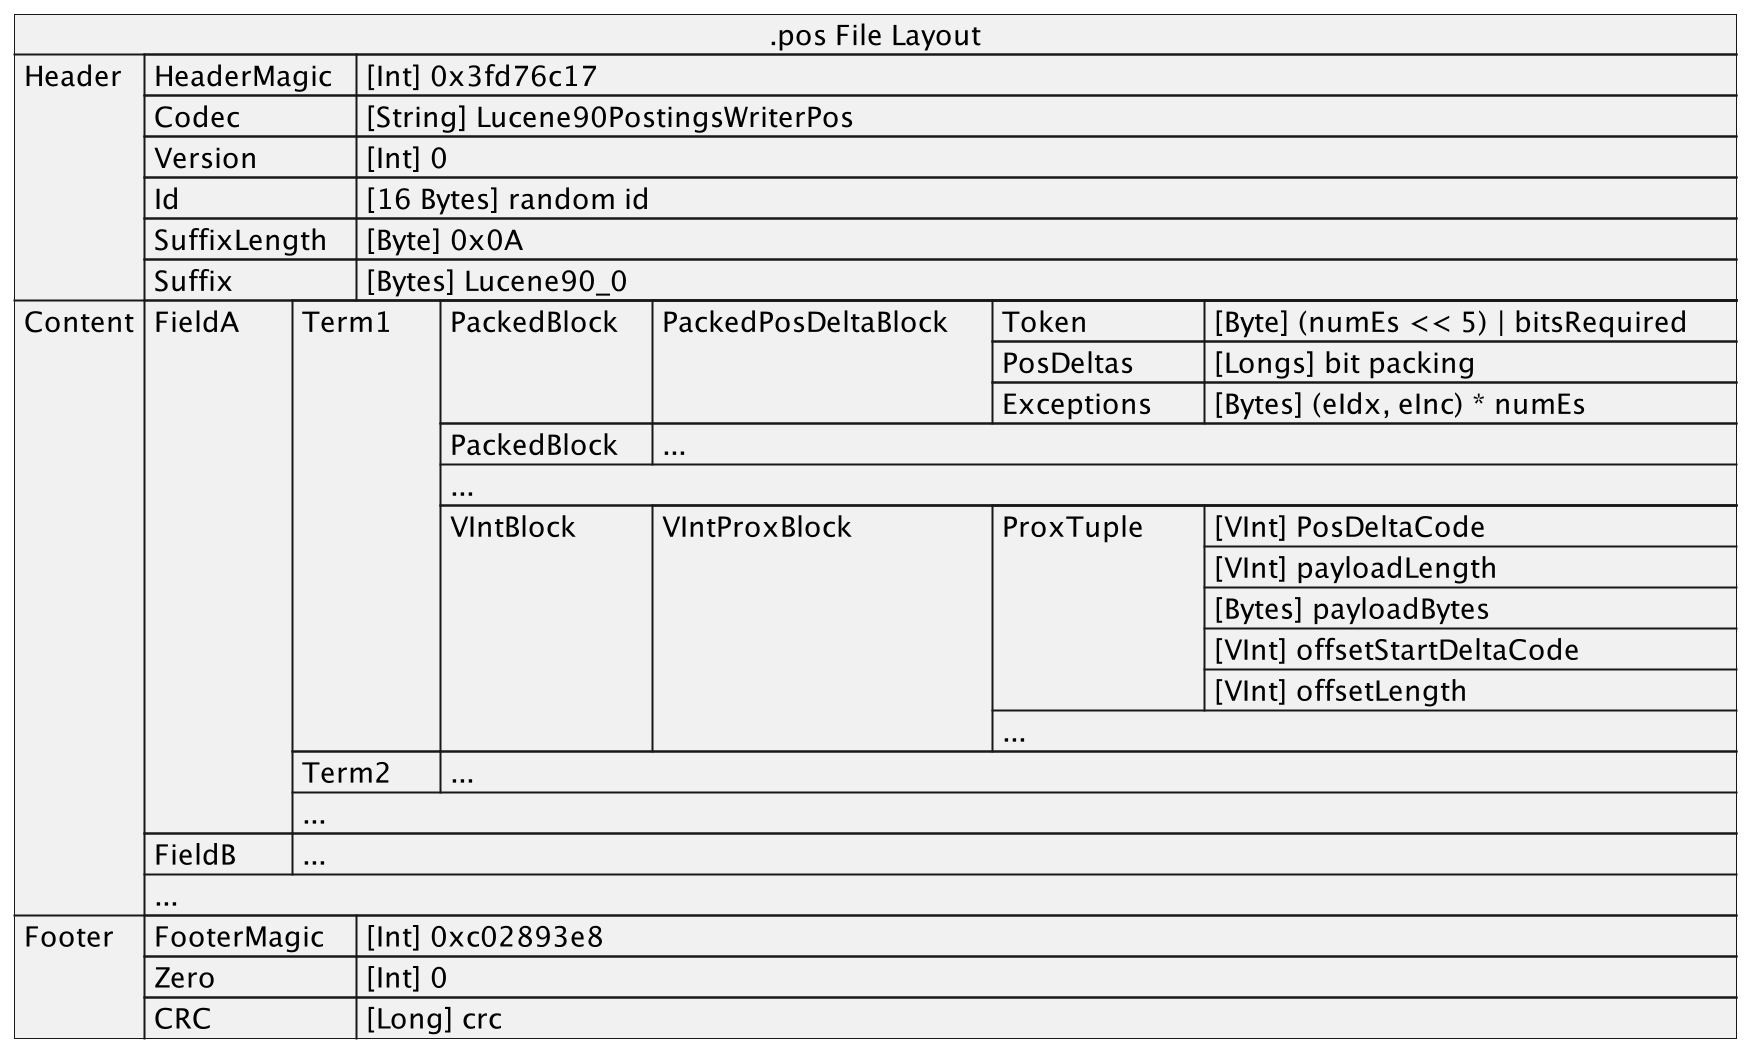 .pos File Layout
Header HeaderMagic [Int] 0x3fd76c17
Codec [String] Lucene90PostingsWriterPos
Version [Int] 0
Id [16 Bytes] random id
SuffixLength [Byte] 0x0A
Suffix [Bytes] Lucene90_0
Content FieldA Term1 PackedBlock PackedPosDeltaBlock Token [Byte] (numEs << 5) | bitsRequired
PosDeltas [Longs] bit packing
Exceptions [Bytes] (eIdx, eInc) * numEs
PackedBlock ...
...
VIntBlock VIntProxBlock ProxTuple [VInt] PosDeltaCode
[VInt] payloadLength
[Bytes] payloadBytes
[VInt] offsetStartDeltaCode
[VInt] offsetLength
...
Term2 ...
...
FieldB ...
...
Footer FooterMagic [Int] 0xc02893e8
Zero [Int] 0
CRC [Long] crc